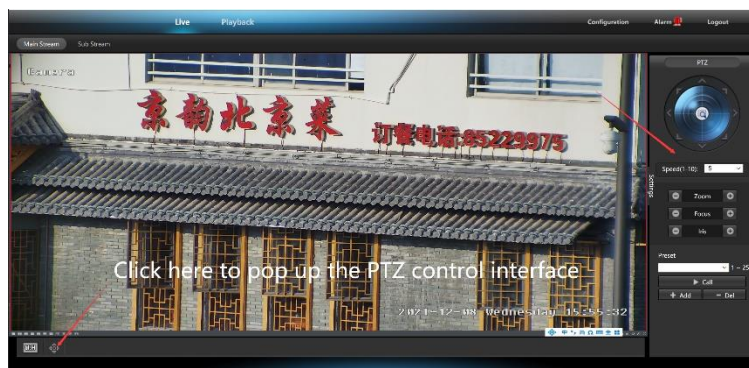 Live Playback Configuration Alarm Logout
Main Stream Sub Stream
PTZ
Camera
京韵北京菜
订餐电话:85229975
Speed(1-10): 5
Settings
Zoom
Focus
Iris
Click here to pop up the PTZ control interface
Preset
Call
+ Add - Del
2021-12-08 Wednesday 15:55:32